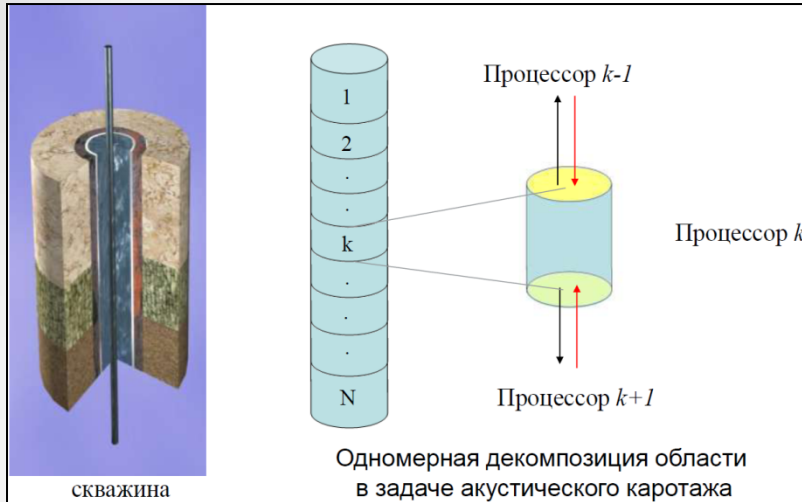 скважина
1
2
.
.
k
.
.
.
N
Процессор k-1
Процессор k
Процессор k+1
Одномерная декомпозиция области
в задаче акустического каротажа